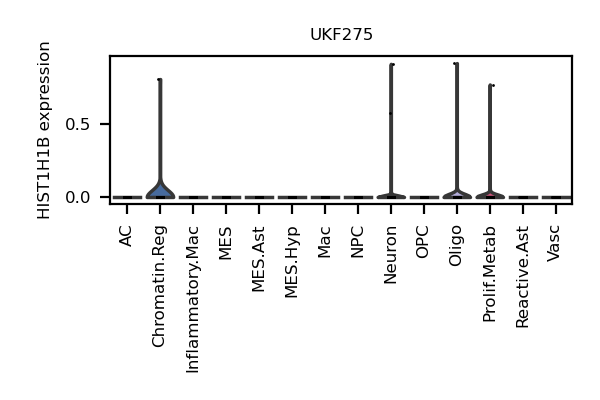 UKF275
HIST1H1B expression
0.5
0.0
AC
Chromatin.Reg
Inflammatory.Mac
MES
MES.Ast
MES.Hyp
Mac
NPC
Neuron
OPC
Oligo
Prolif.Metab
Reactive.Ast
Vasc